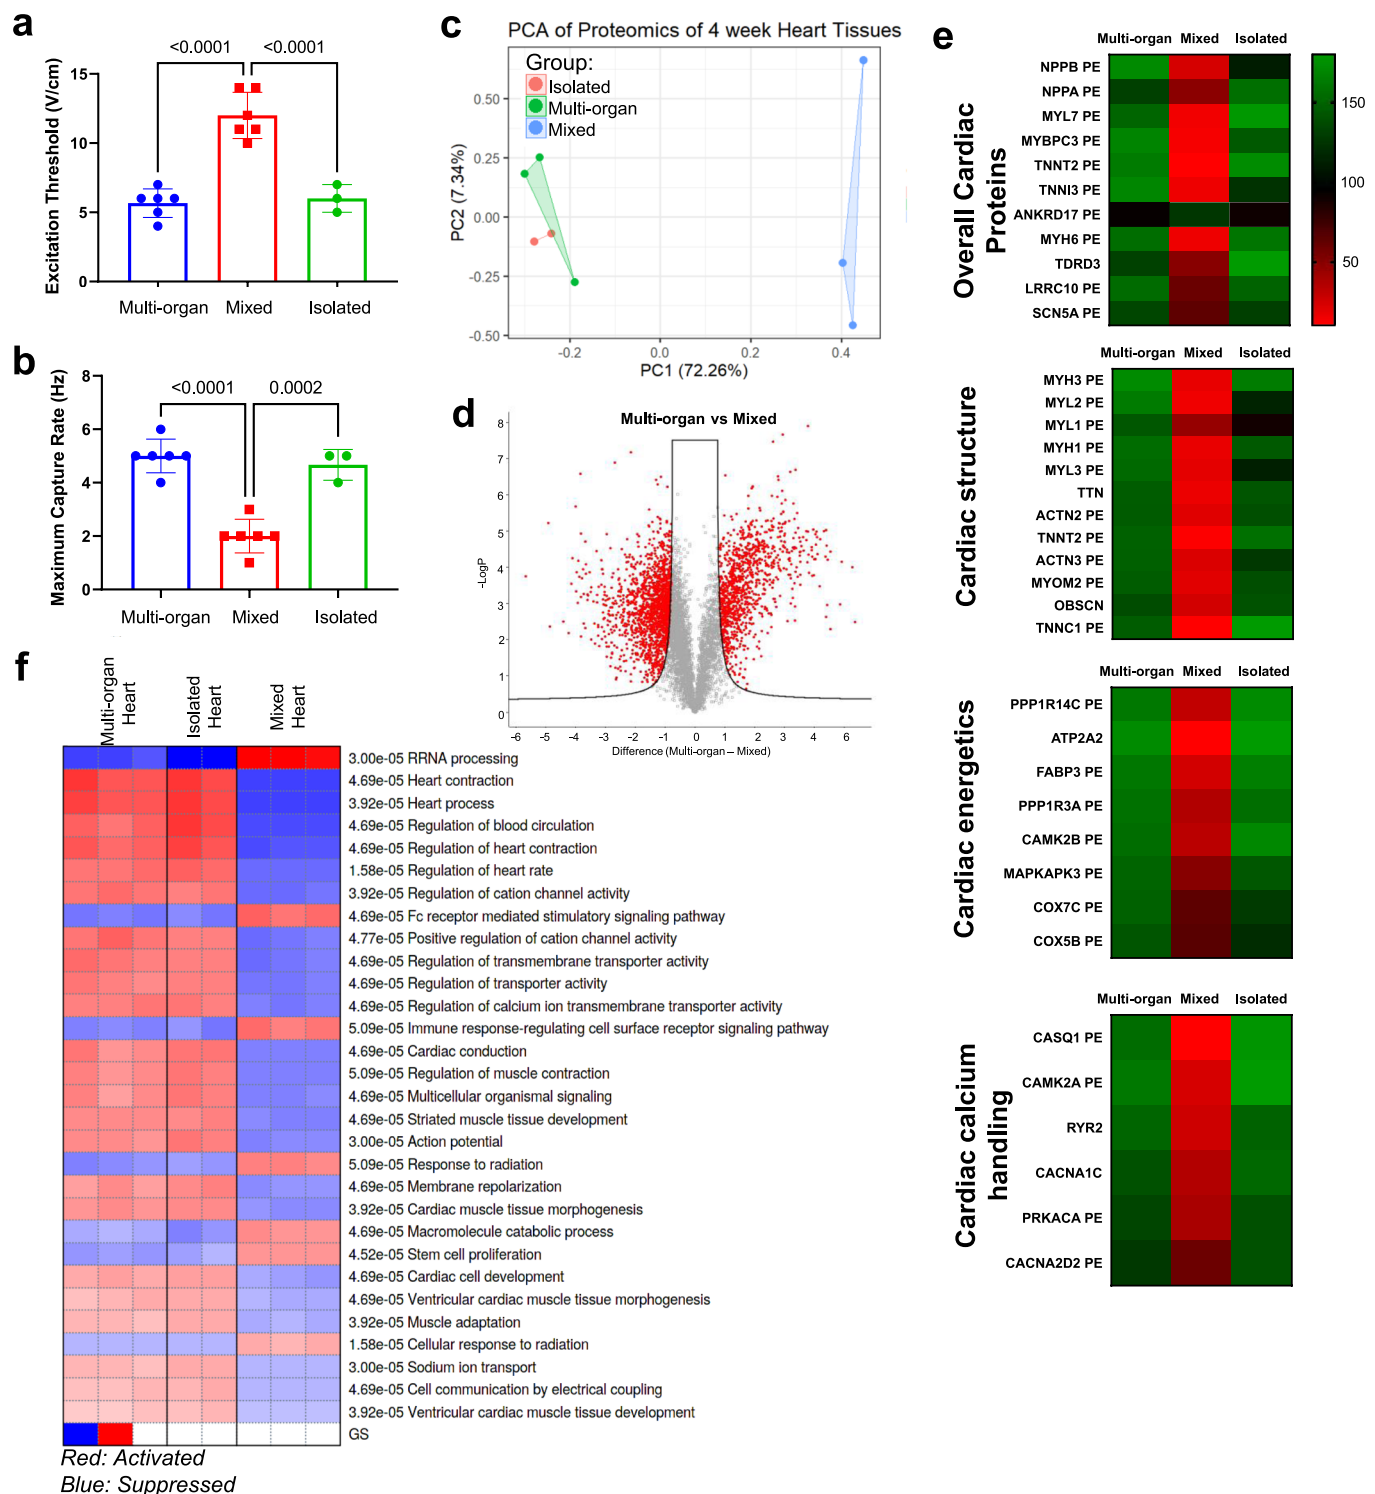 a
<0.0001 <0.0001
Excitation Threshold (V/cm)
15
10
5
0
Multi-organ Mixed Isolated
b
<0.0001 0.0002
Maximum Capture Rate (Hz)
8
6
4
2
0
Multi-organ Mixed Isolated
c
PCA of Proteomics of 4 week Heart Tissues
Group:
Isolated
Multi-organ
Mixed
PC2 (7.34%)
0.50
0.25
0.00
-0.25
-0.50
-0.2 0.0 0.2 0.4
PC1 (72.26%)
d
Multi-organ vs Mixed
-LogP
8
7
6
5
4
3
2
1
0
-6 -5 -4 -3 -2 -1 0 1 2 3 4 5 6
Difference (Multi-organ – Mixed)
e
Overall Cardiac
Proteins
Multi-organ Mixed Isolated
NPPB PE
NPPA PE
MYL7 PE
MYBPC3 PE
TNNT2 PE
TNNI3 PE
ANKRD17 PE
MYH6 PE
TDRD3
LRRC10 PE
SCN5A PE
150
100
50
Cardiac structure
Multi-organ Mixed Isolated
MYH3 PE
MYL2 PE
MYL1 PE
MYH1 PE
MYL3 PE
TTN
ACTN2 PE
TNNT2 PE
ACTN3 PE
MYOM2 PE
OBSCN
TNNC1 PE
Cardiac energetics
Multi-organ Mixed Isolated
PPP1R14C PE
ATP2A2
FABP3 PE
PPP1R3A PE
CAMK2B PE
MAPKAPK3 PE
COX7C PE
COX5B PE
Cardiac calcium
handling
Multi-organ Mixed Isolated
CASQ1 PE
CAMK2A PE
RYR2
CACNA1C
PRKACA PE
CACNA2D2 PE
f
Multi-organ
Heart
Isolated
Heart
Mixed
Heart
3.00e-05 RRNA processing
4.69e-05 Heart contraction
3.92e-05 Heart process
4.69e-05 Regulation of blood circulation
4.69e-05 Regulation of heart contraction
1.58e-05 Regulation of heart rate
3.92e-05 Regulation of cation channel activity
4.69e-05 Fc receptor mediated stimulatory signaling pathway
4.77e-05 Positive regulation of cation channel activity
4.69e-05 Regulation of transmembrane transporter activity
4.69e-05 Regulation of transporter activity
4.69e-05 Regulation of calcium ion transmembrane transporter activity
5.09e-05 Immune response-regulating cell surface receptor signaling pathway
4.69e-05 Cardiac conduction
5.09e-05 Regulation of muscle contraction
4.69e-05 Multicellular organismal signaling
4.69e-05 Striated muscle tissue development
3.00e-05 Action potential
5.09e-05 Response to radiation
4.69e-05 Membrane repolarization
3.92e-05 Cardiac muscle tissue morphogenesis
4.69e-05 Macromolecule catabolic process
4.52e-05 Stem cell proliferation
4.69e-05 Cardiac cell development
4.69e-05 Ventricular cardiac muscle tissue morphogenesis
3.92e-05 Muscle adaptation
1.58e-05 Cellular response to radiation
3.00e-05 Sodium ion transport
4.69e-05 Cell communication by electrical coupling
3.92e-05 Ventricular cardiac muscle tissue development
GS
Red: Activated
Blue: Suppressed